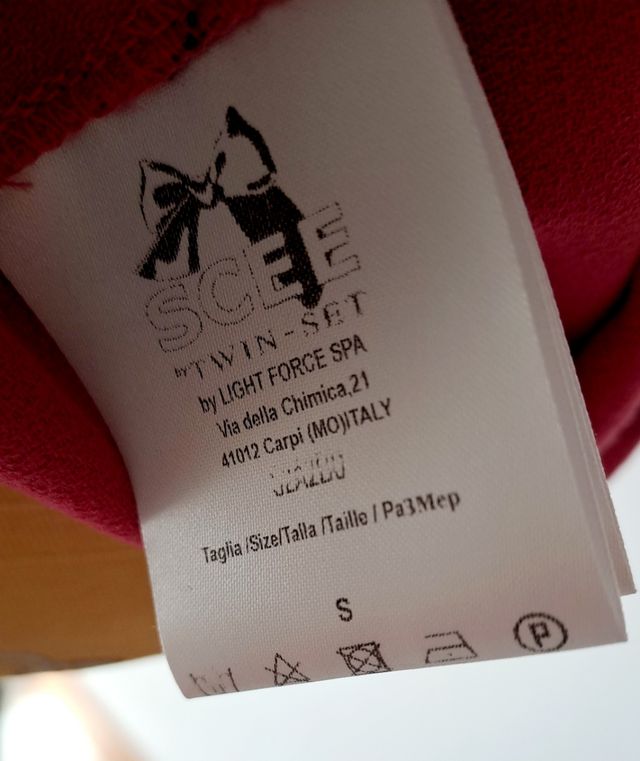 SCEE
by TWIN-SET
by LIGHT FORCE SPA
Via della Chimica,21
41012 Carpi (MO)ITALY
Taglia /Size/Talla /Taille / Pa3Mep
S
P